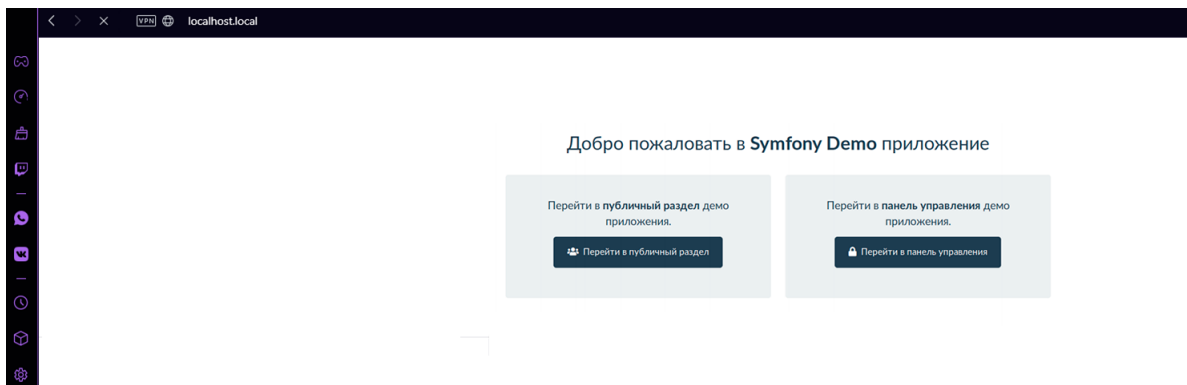 VPN localhost.local
Добро пожаловать в Symfony Demo приложение
Перейти в публичный раздел демо
приложения.
Перейти в публичный раздел
Перейти в панель управления демо
приложения.
Перейти в панель управления